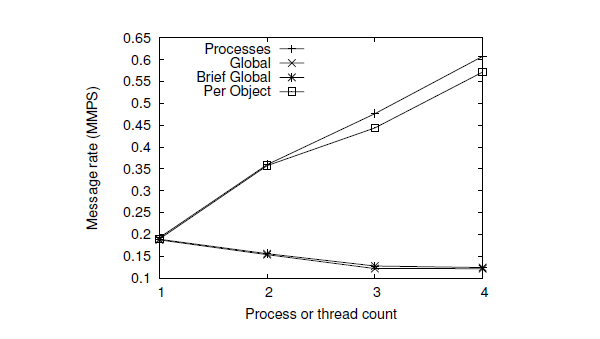 0.65
0.6
0.55
0.5
0.45
0.4
0.35
0.3
0.25
0.2
0.15
0.1
Message rate (MMPS)
Processes
Global
Brief Global
Per Object
1 2 3 4
Process or thread count